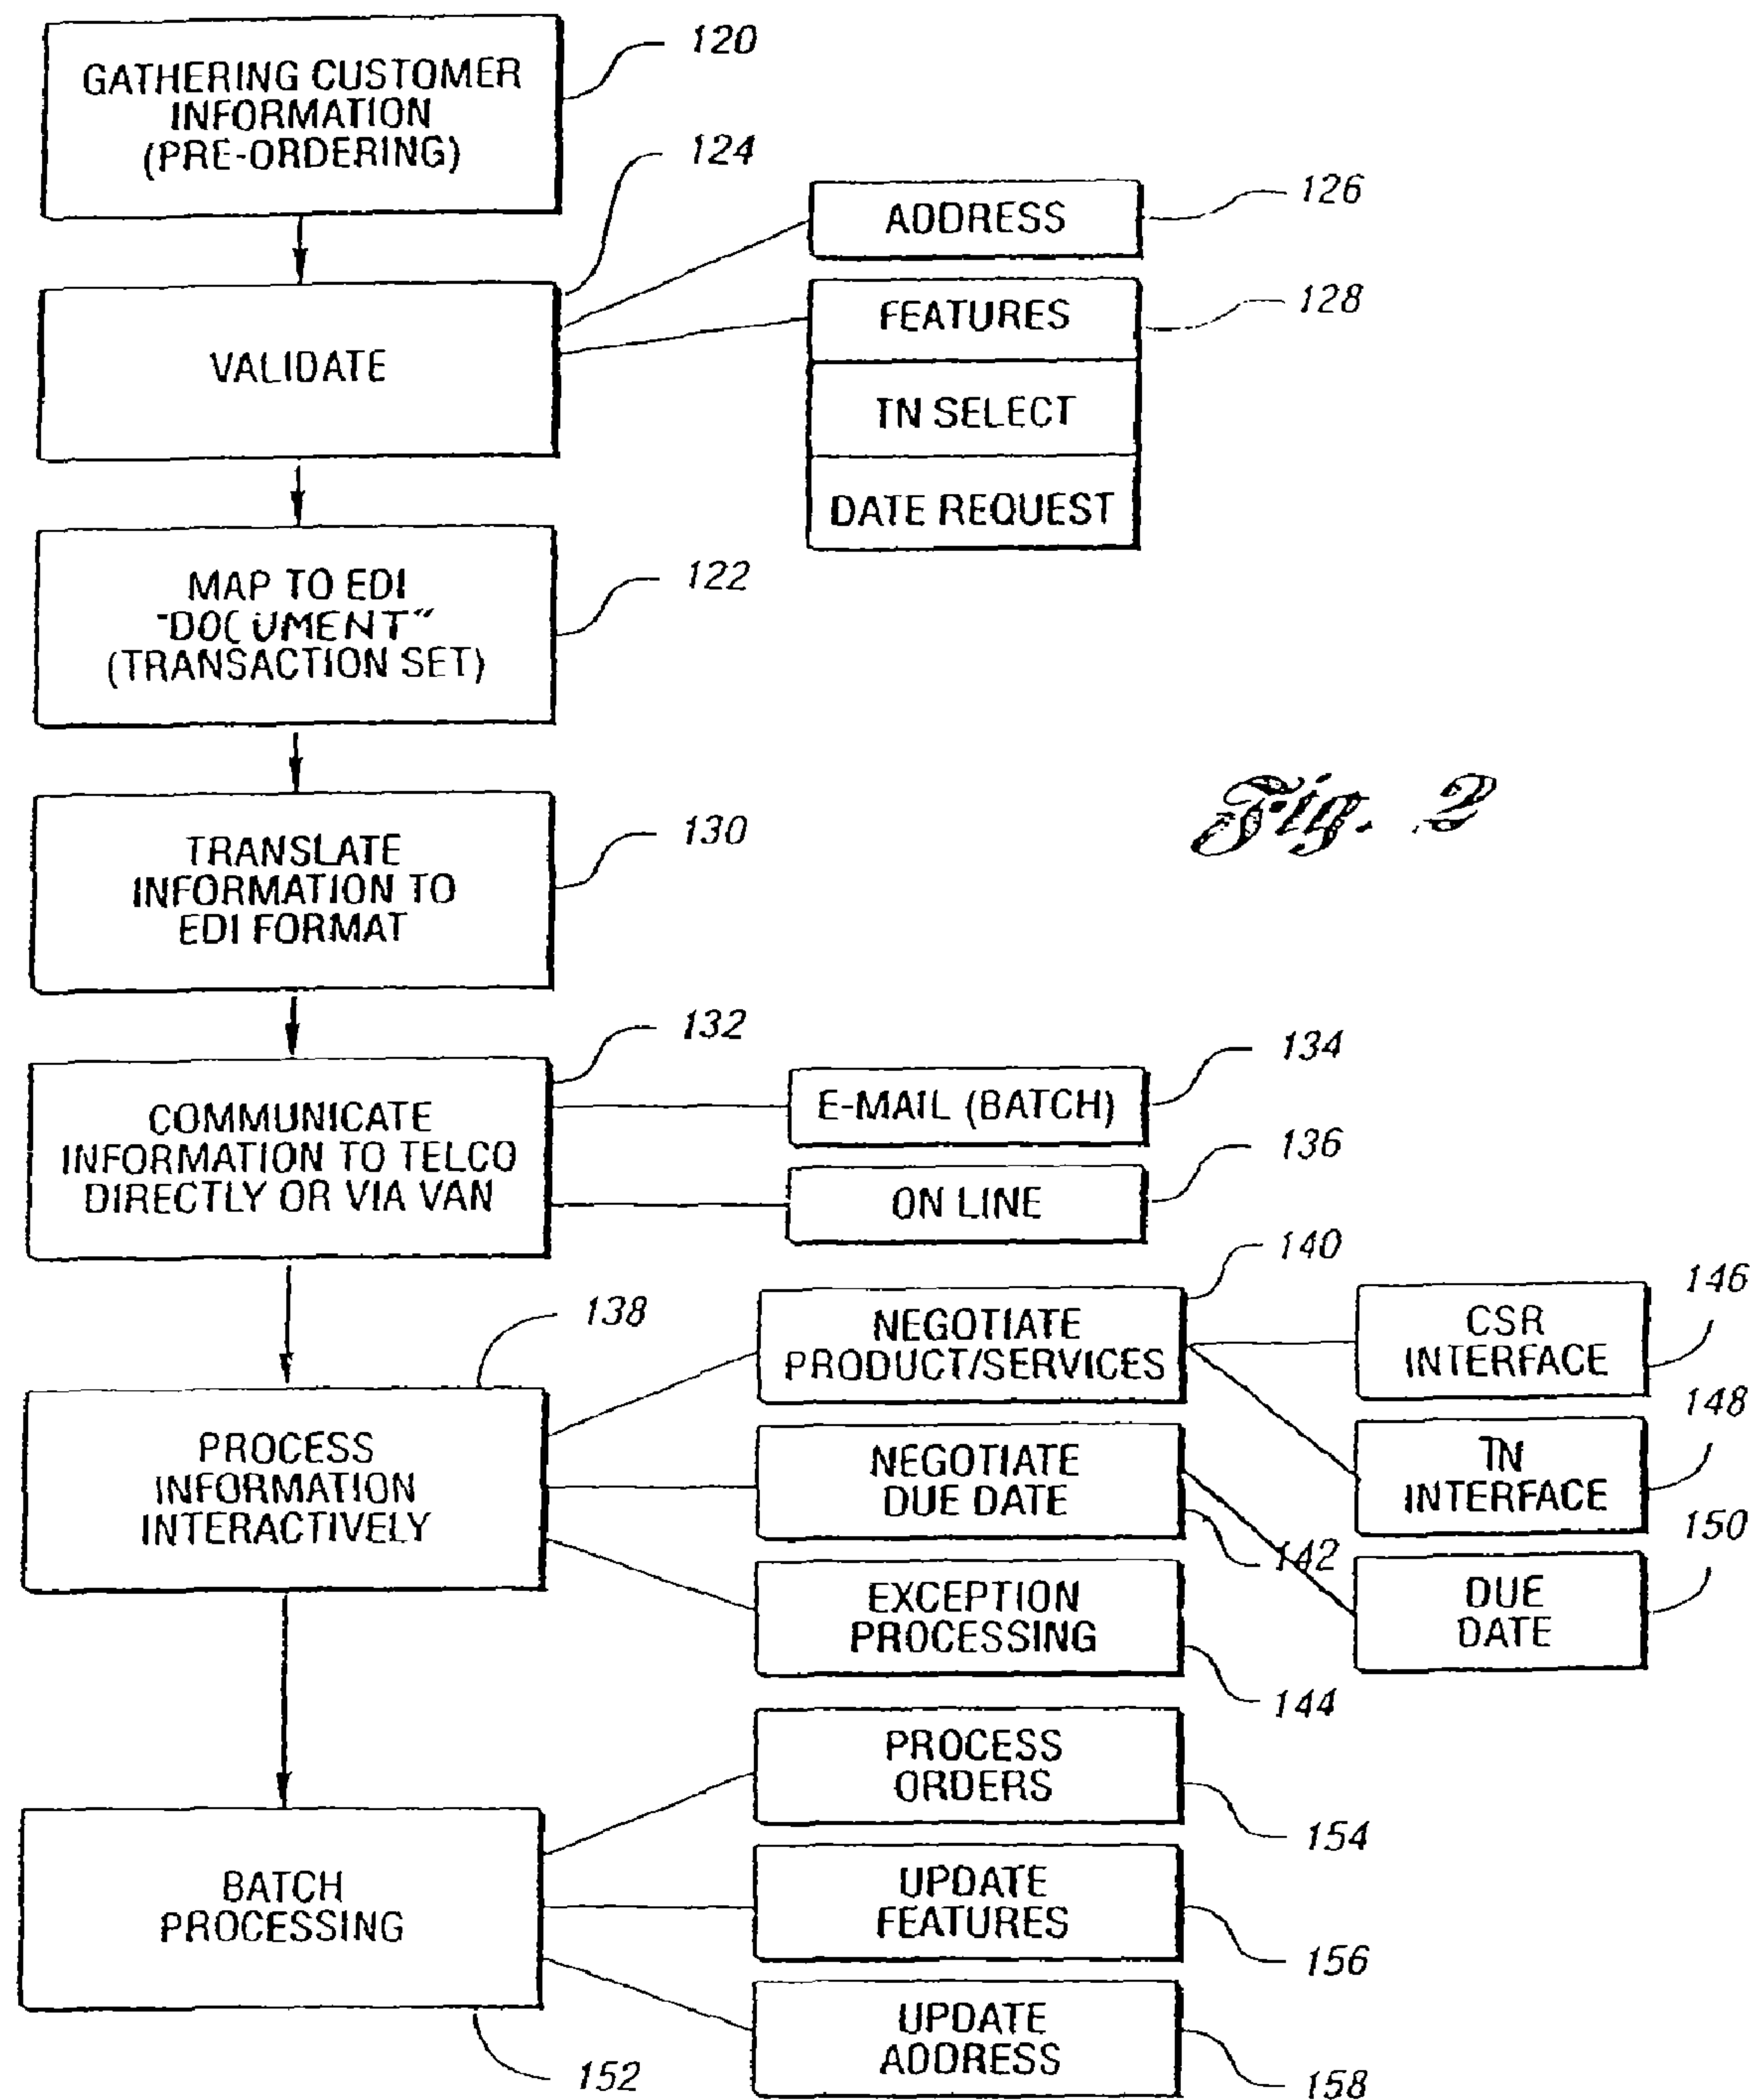 GATHERING CUSTOMER
INFORMATION
(PRE-ORDERING)
120
124
VALIDATE
ADDRESS
126
FEATURES
128
TN SELECT
DATE REQUEST
MAP TO EDI
"DOCUMENT"
(TRANSACTION SET)
122
Fig. 2
TRANSLATE
INFORMATION TO
EDI FORMAT
130
132
COMMUNICATE
INFORMATION TO TELCO
DIRECTLY OR VIA VAN
E-MAIL (BATCH)
134
ON LINE
136
138
PROCESS
INFORMATION
INTERACTIVELY
140
NEGOTIATE
PRODUCT/SERVICES
CSR
INTERFACE
146
NEGOTIATE
DUE DATE
142
TN
INTERFACE
148
EXCEPTION
PROCESSING
144
DUE
DATE
150
BATCH
PROCESSING
152
PROCESS
ORDERS
154
UPDATE
FEATURES
156
UPDATE
ADDRESS
158